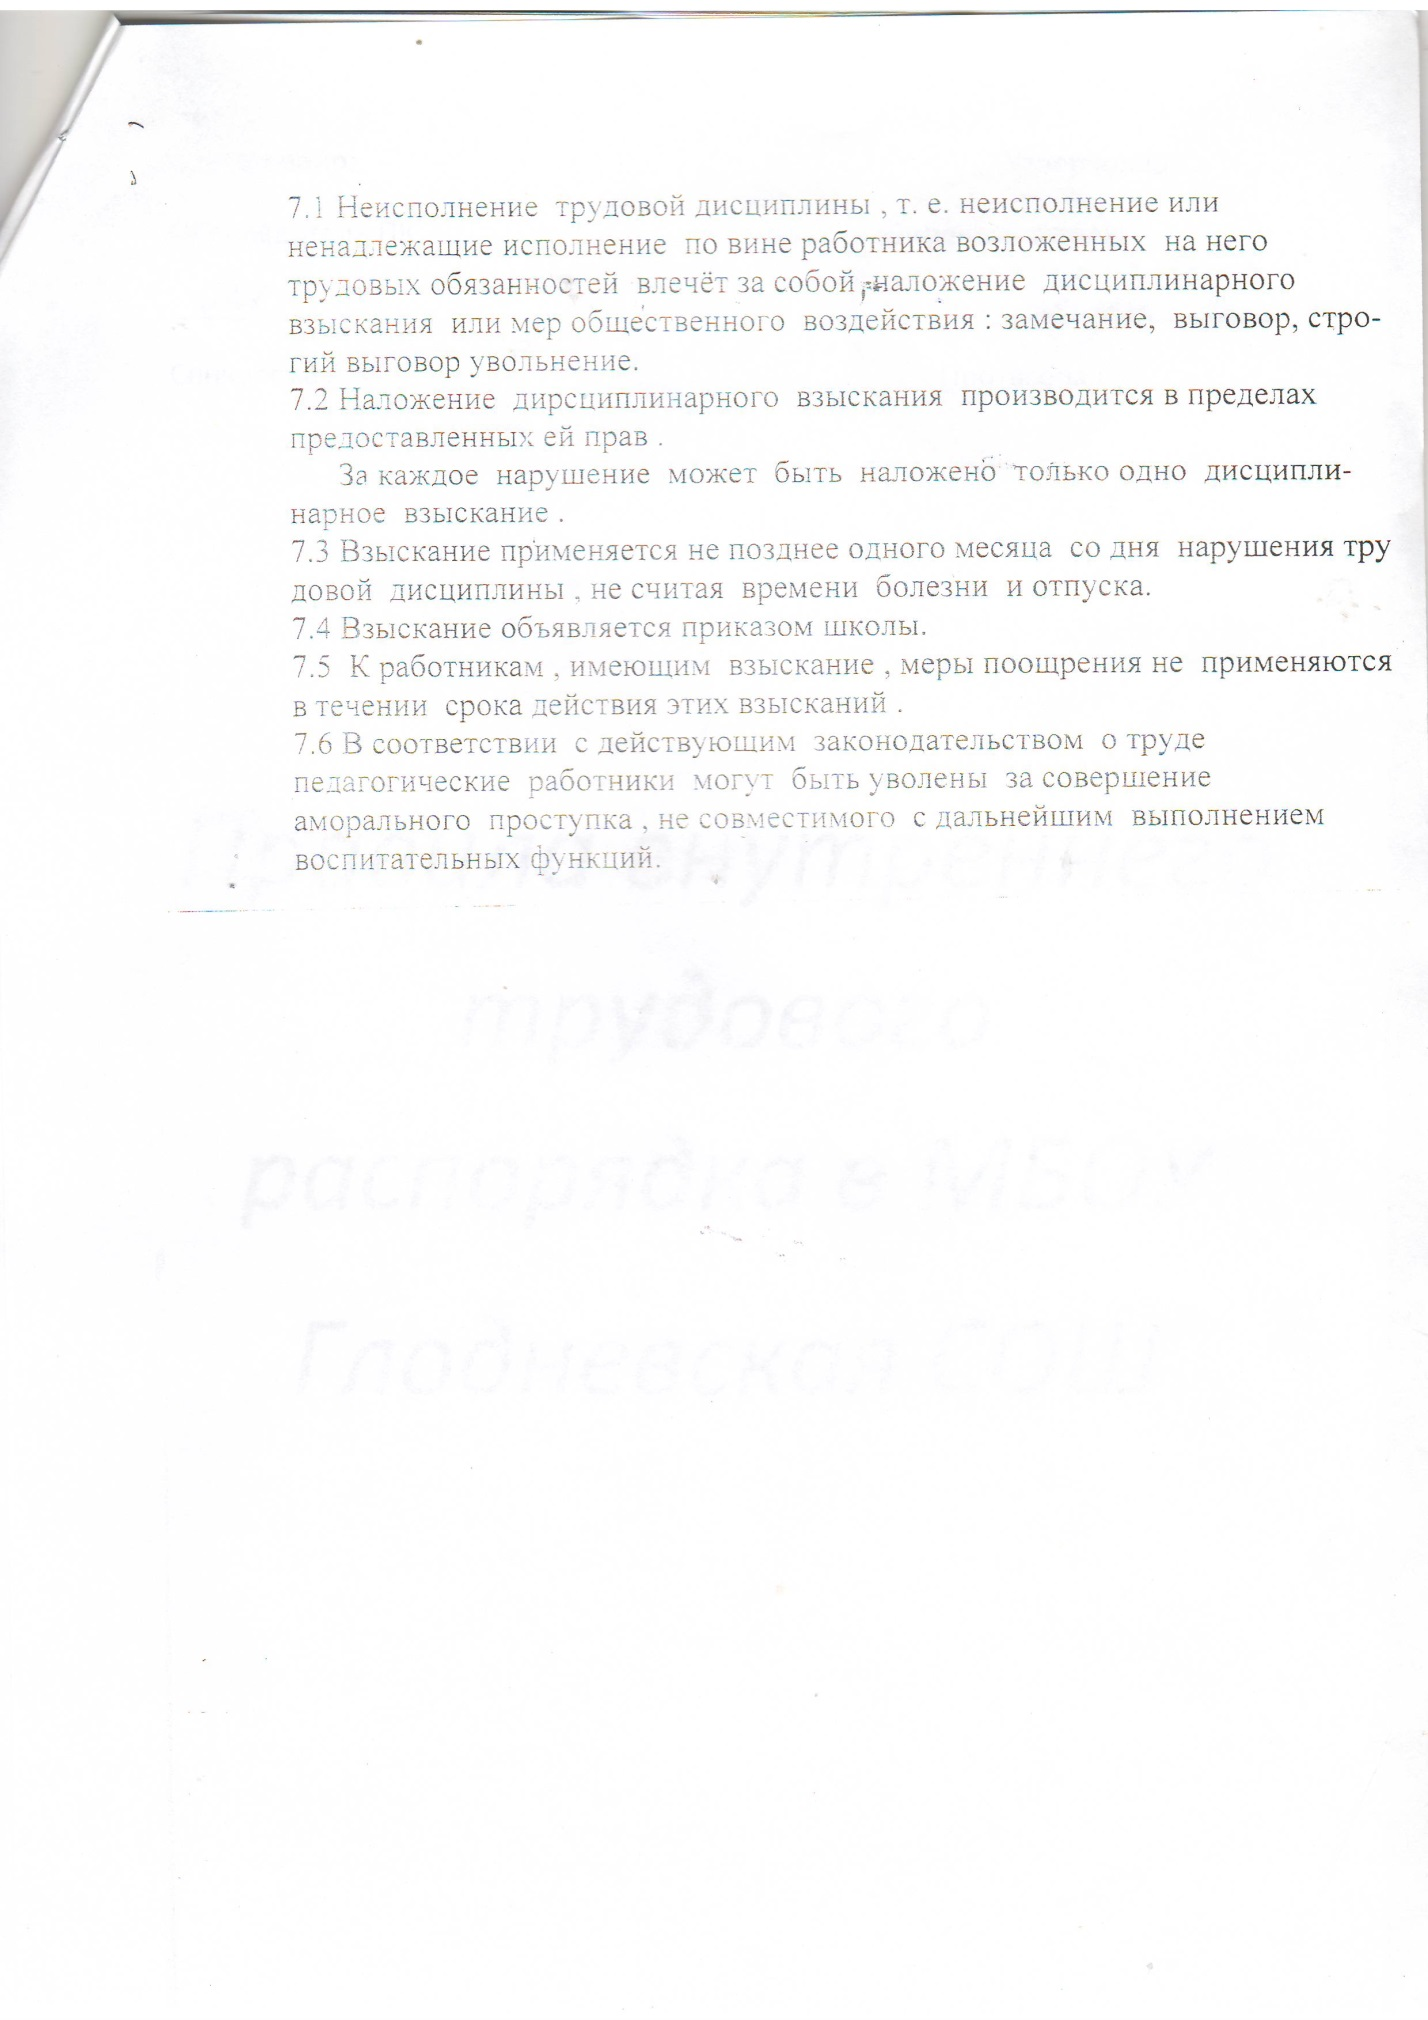 7.1 Неисполнение трудовой дисциплины , т. е. неисполнение или
ненадлежащие исполнение по вине работника возложенных на него
трудовых обязанностей влечёт за собой наложение дисциплинарного
взыскания или мер общественного воздействия : замечание, выговор, стро-
гий выговор увольнение.
7.2 Наложение дирсциплинарного взыскания производится в пределах
предоставленных ей прав .
За каждое нарушение может быть наложено только одно дисципли-
нарное взыскание .
7.3 Взыскание применяется не позднее одного месяца со дня нарушения тру
довой дисциплины , не считая времени болезни и отпуска.
7.4 Взыскание объявляется приказом школы.
7.5 К работникам , имеющим взыскание , меры поощрения не применяются
в течении срока действия этих взысканий .
7.6 В соответствии с действующим законодательством о труде
педагогические работники могут быть уволены за совершение
аморального проступка , не совместимого с дальнейшим выполнением
воспитательных функций.
внутреннего
трудового
распорядка в МБОУ
Глодневская СОШ